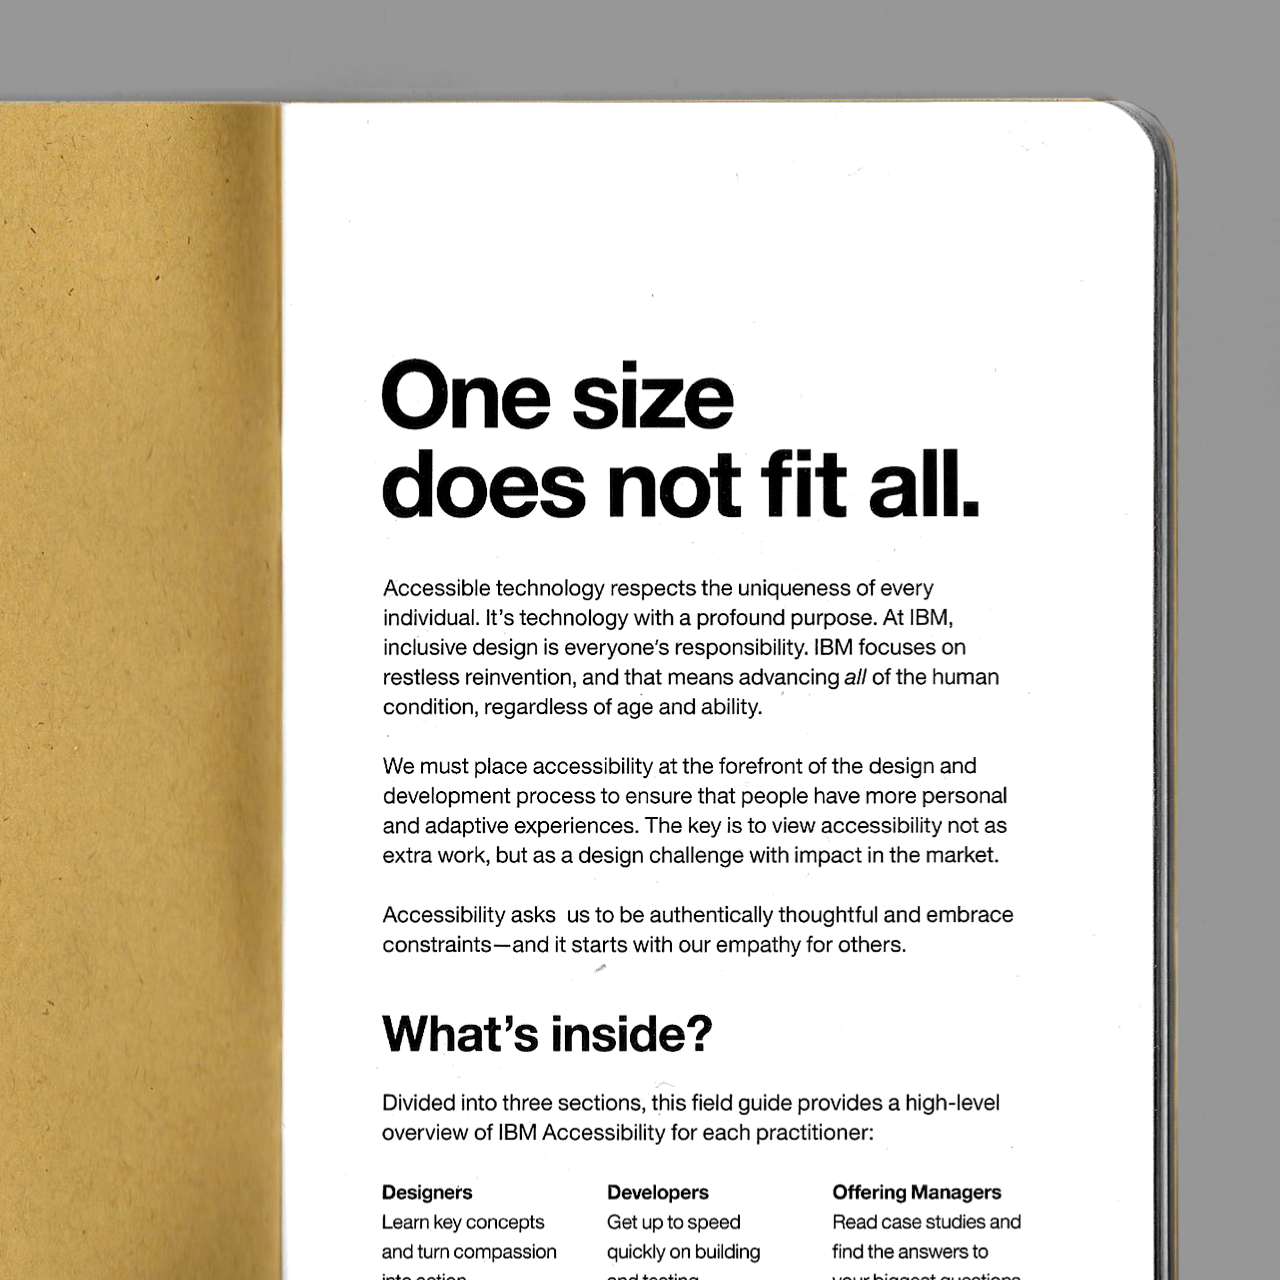 One size
does not fit all.
Accessible technology respects the uniqueness of every
individual. It’s technology with a profound purpose. At IBM,
inclusive design is everyone’s responsibility. IBM focuses on
restless reinvention, and that means advancing all of the human
condition, regardless of age and ability.
We must place accessibility at the forefront of the design and
development process to ensure that people have more personal
and adaptive experiences. The key is to view accessibility not as
extra work, but as a design challenge with impact in the market.
Accessibility asks  us to be authentically thoughtful and embrace
constraints—and it starts with our empathy for others.
What’s inside?
Divided into three sections, this field guide provides a high-level
overview of IBM Accessibility for each practitioner:
Designers
Learn key concepts
and turn compassion
into action
Developers
Get up to speed
quickly on building
and testing
Offering Managers
Read case studies and
find the answers to
your biggest questions